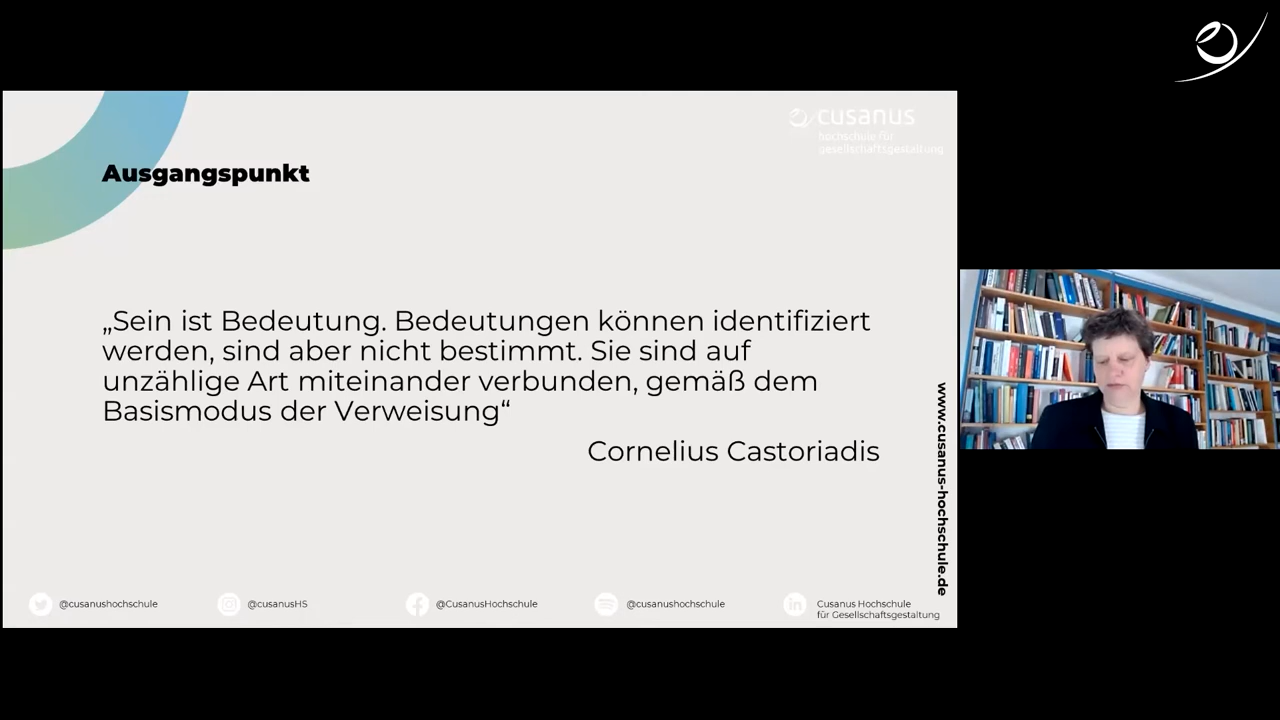 cusanus
hochschule für
gesellschaftsgestaltung
Ausgangspunkt
„Sein ist Bedeutung. Bedeutungen können identifiziert
werden, sind aber nicht bestimmt. Sie sind auf
unzählige Art miteinander verbunden, gemäß dem
Basismodus der Verweisung“
Cornelius Castoriadis
www.cusanus-hochschule.de
@cusanushochschule
@cusanusHS
@CusanusHochschule
@cusanushochschule
Cusanus Hochschule
für Gesellschaftsgestaltung